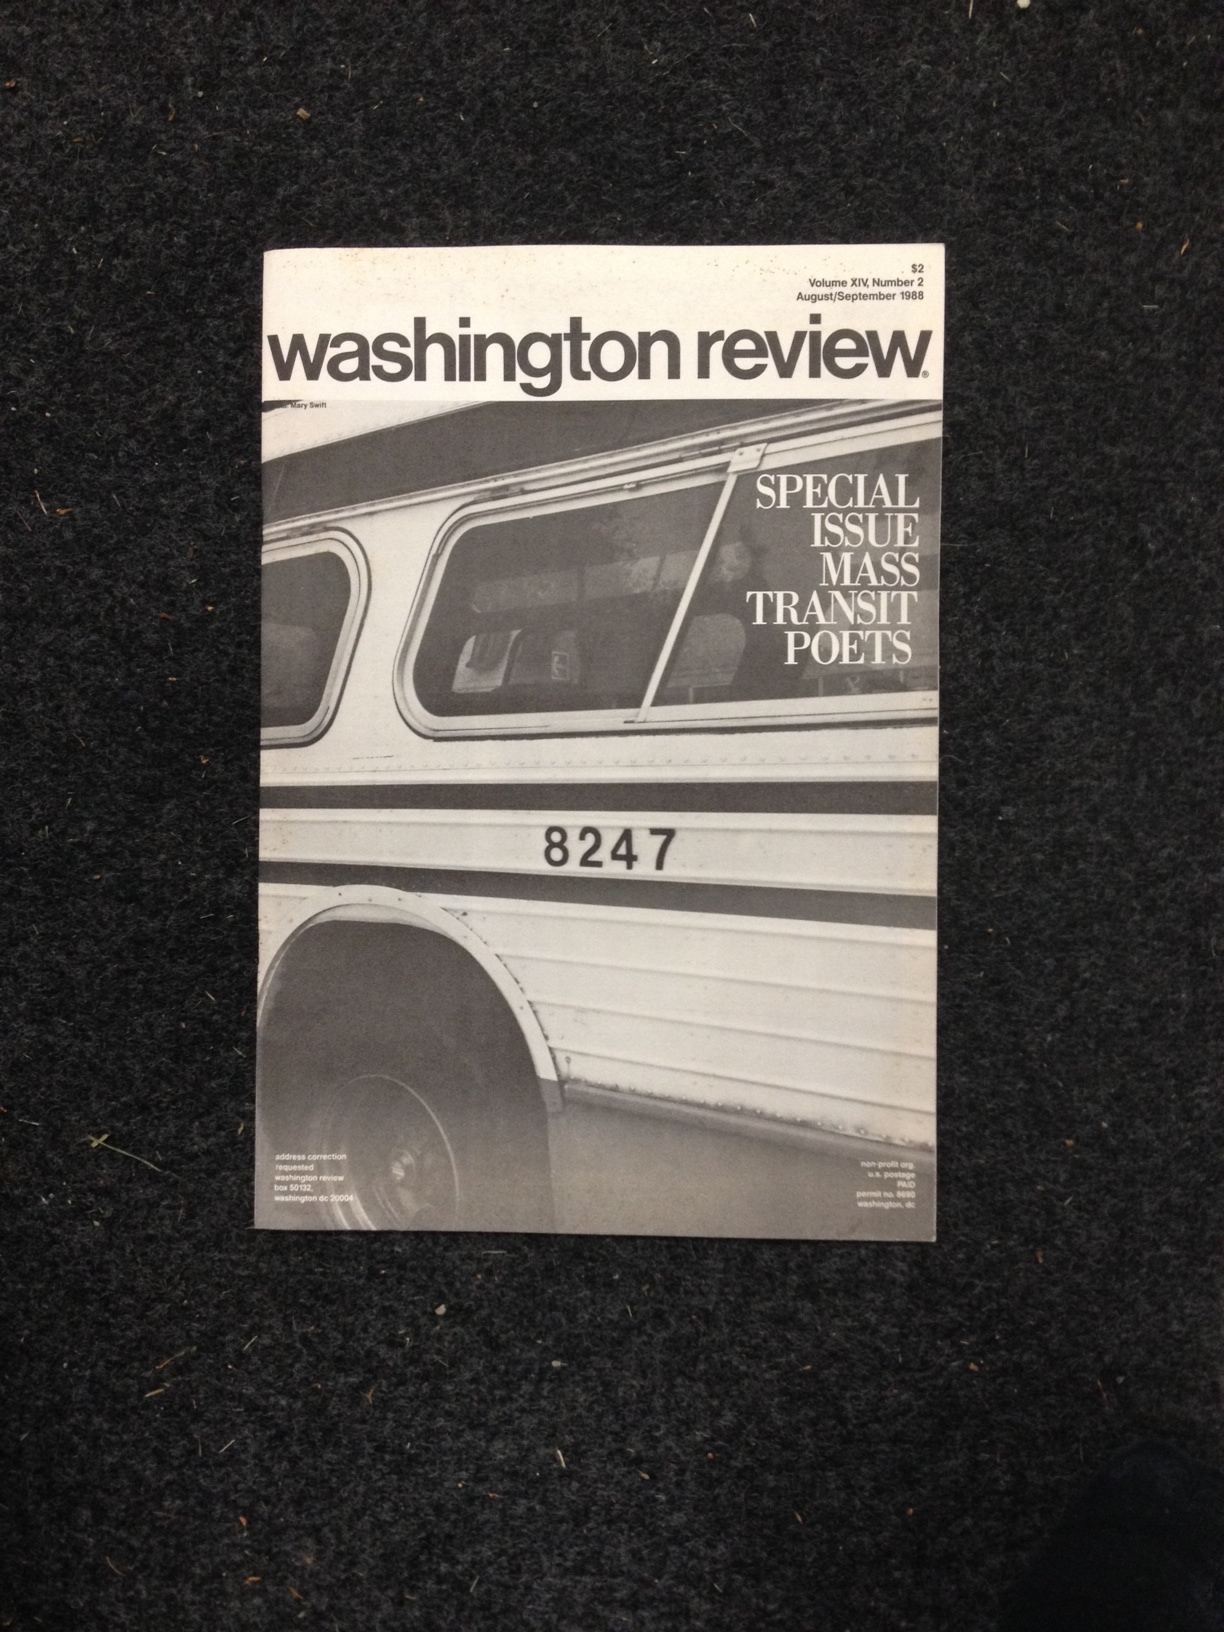 $2
Volume XIV, Number 2
August/September 1988
washington review®
Mary Swift
SPECIAL
ISSUE
MASS
TRANSIT
POETS
8247
address correction
requested
washington review
box 50132,
washington dc 20004
non-profit org.
u.s. postage
PAID
permit no. 8690
washington, dc